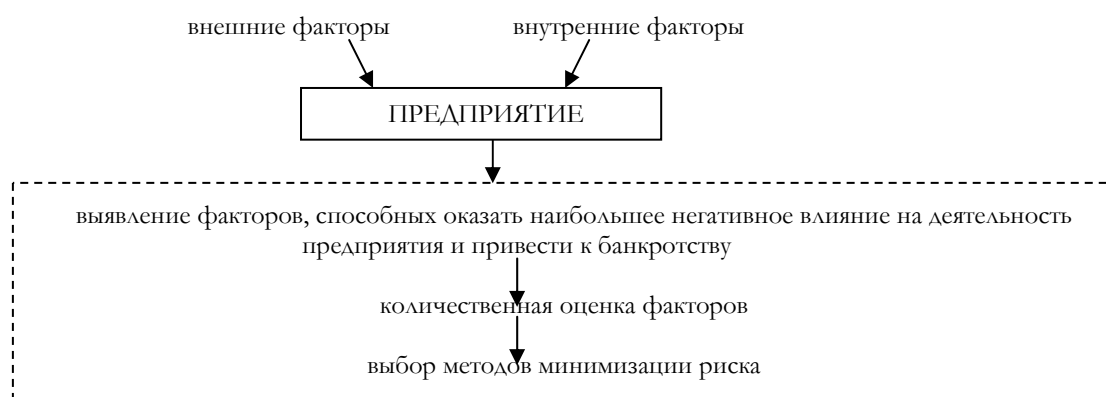 внешние факторы внутренние факторы
ПРЕДПРИЯТИЕ
выявление факторов, способных оказать наибольшее негативное влияние на деятельность
предприятия и привести к банкротству
количественная оценка факторов
выбор методов минимизации риска